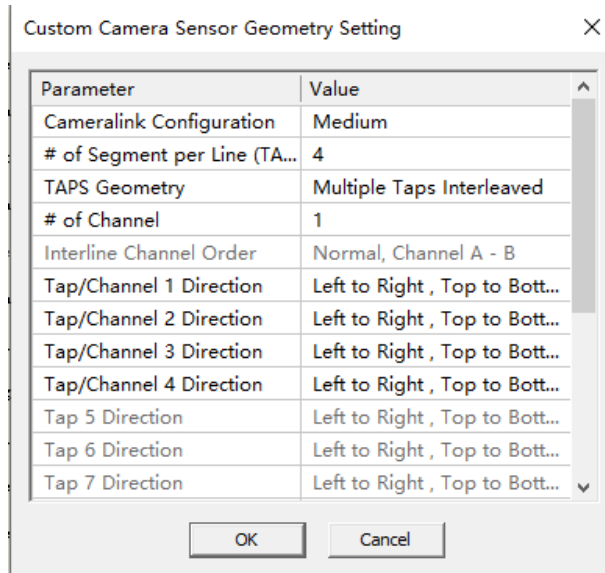 Custom Camera Sensor Geometry Setting
Parameter Value
Cameralink Configuration Medium
# of Segment per Line (TA... 4
TAPS Geometry Multiple Taps Interleaved
# of Channel 1
Interline Channel Order Normal, Channel A - B
Tap/Channel 1 Direction Left to Right , Top to Bott...
Tap/Channel 2 Direction Left to Right , Top to Bott...
Tap/Channel 3 Direction Left to Right , Top to Bott...
Tap/Channel 4 Direction Left to Right , Top to Bott...
Tap 5 Direction Left to Right , Top to Bott...
Tap 6 Direction Left to Right , Top to Bott...
Tap 7 Direction Left to Right , Top to Bott...
OK Cancel